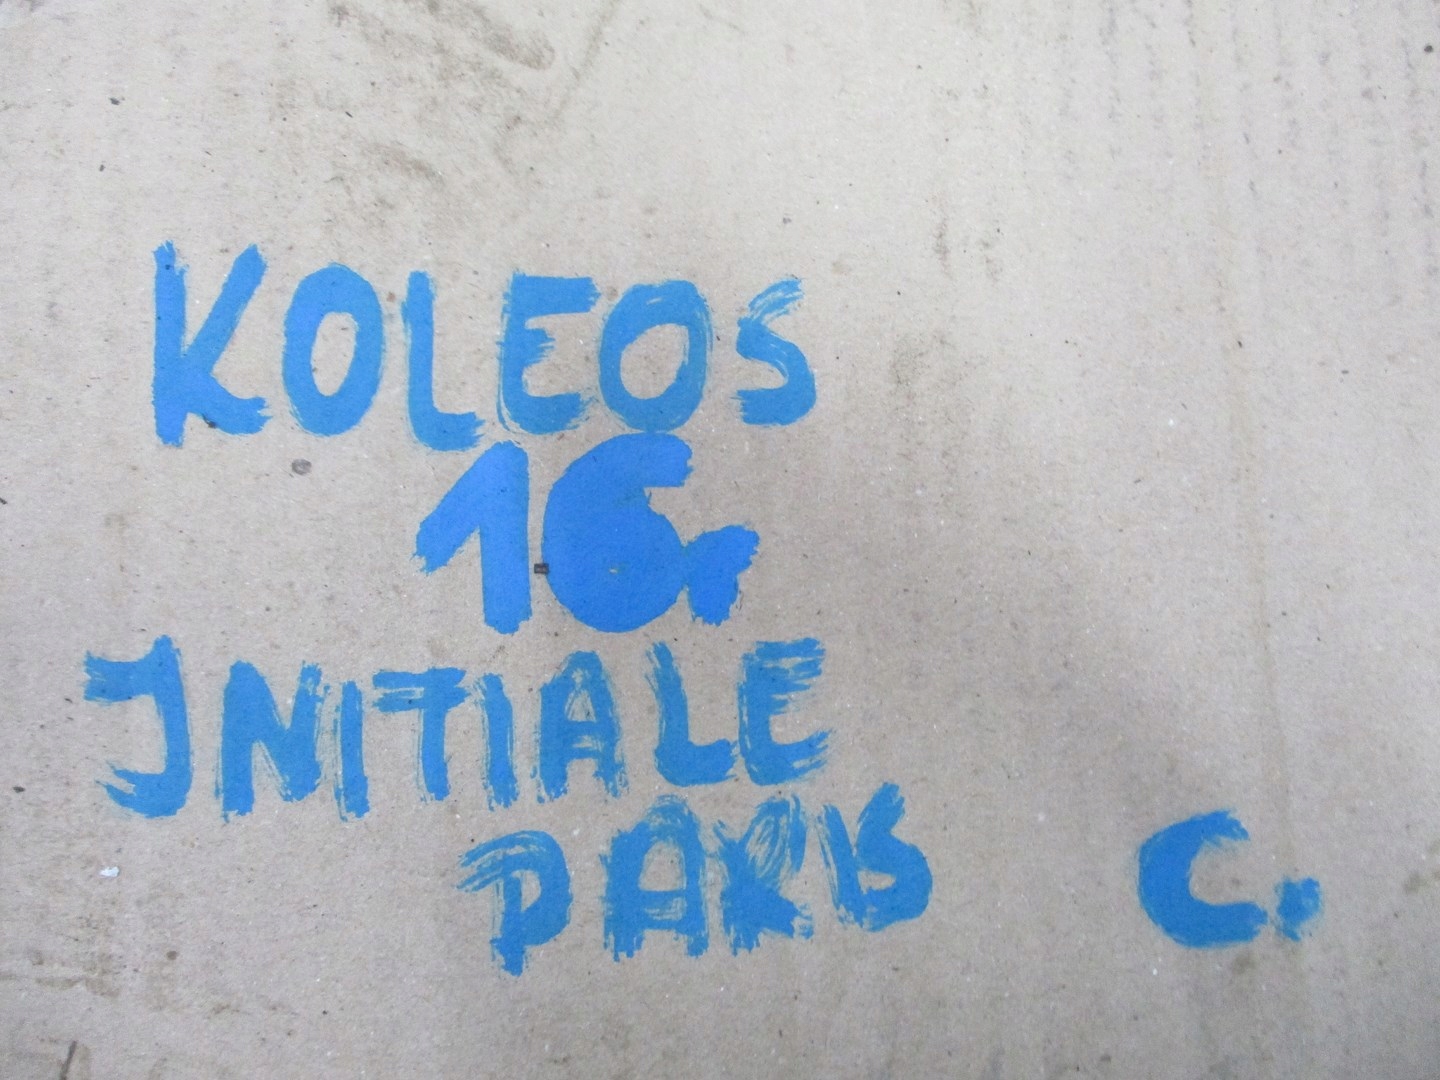 KOLEOS
16,
JNITIALE
PARIS C.